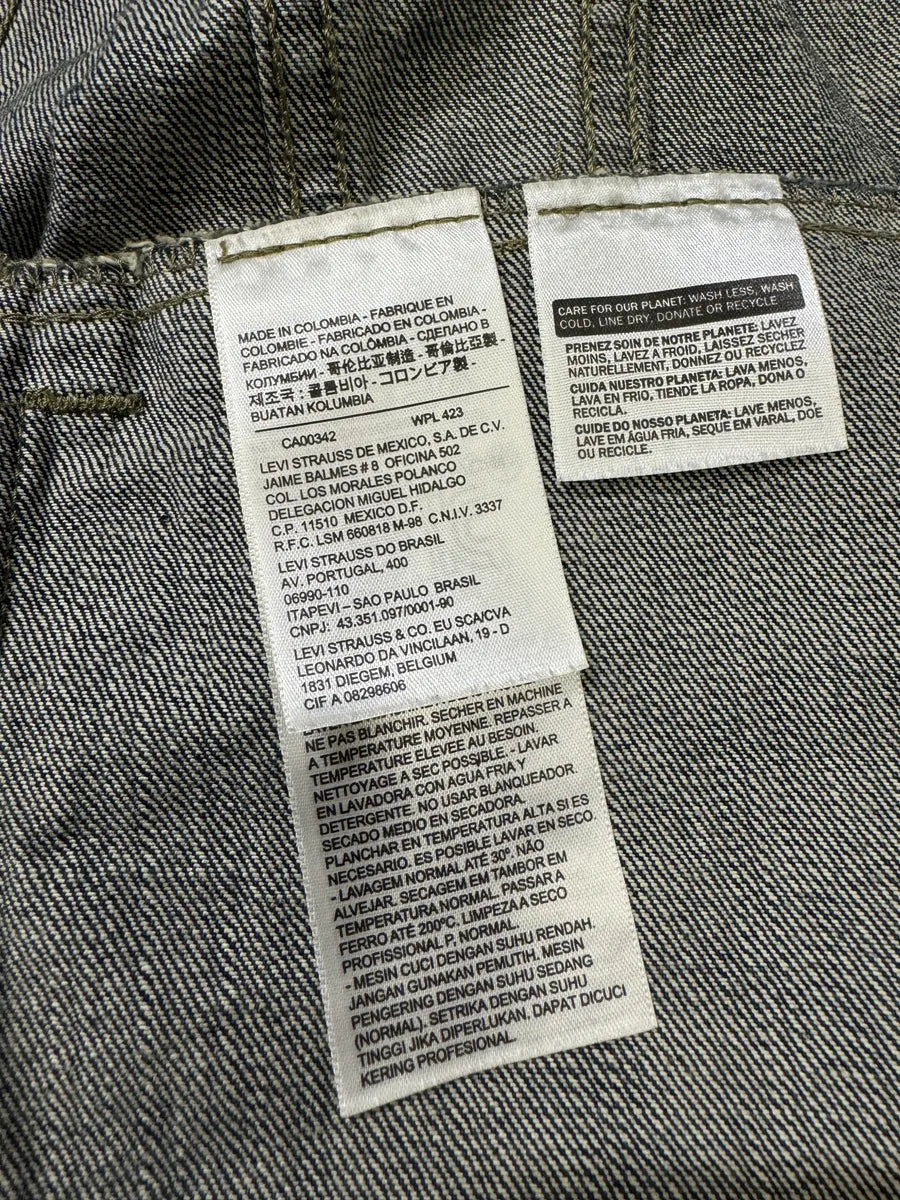 MADE IN COLOMBIA - FABRIQUE EN
COLOMBIE - FABRICADO EN COLOMBIA -
FABRICADO NA COLÔMBIA - СДЕЛАНО В
КОЛУМБИИ - 哥伦比亚制造 - 哥倫比亞製 -
제조국 : 콜롬비아 - コロンビア製 -
BUATAN KOLUMBIA
CA00342 WPL 423
LEVI STRAUSS DE MEXICO, S.A. DE C.V.
JAIME BALMES # 8 OFICINA 502
COL. LOS MORALES POLANCO
DELEGACION MIGUEL HIDALGO
C.P. 11510 MEXICO D.F.
R.F.C. LSM 660818 M-98 C.N.I.V. 3337
LEVI STRAUSS DO BRASIL
AV. PORTUGAL, 400
06990-110
ITAPEVI – SAO PAULO BRASIL
CNPJ: 43.351.097/0001-90
LEVI STRAUSS & CO. EU SCA/CVA
LEONARDO DA VINCILAAN, 19 - D
1831 DIEGEM, BELGIUM
CIF A 08298606
NE PAS BLANCHIR. SECHER EN MACHINE
A TEMPERATURE MOYENNE. REPASSER A
TEMPERATURE ELEVEE AU BESOIN.
NETTOYAGE A SEC POSSIBLE. - LAVAR
EN LAVADORA CON AGUA FRIA Y
DETERGENTE. NO USAR BLANQUEADOR.
SECADO MEDIO EN SECADORA.
PLANCHAR EN TEMPERATURA ALTA SI ES
NECESARIO. ES POSIBLE LAVAR EN SECO.
- LAVAGEM NORMAL ATÉ 30º. NÃO
ALVEJAR. SECAGEM EM TAMBOR EM
TEMPERATURA NORMAL. PASSAR A
FERRO ATÉ 200ºC. LIMPEZA A SECO
PROFISSIONAL P, NORMAL.
- MESIN CUCI DENGAN SUHU RENDAH.
JANGAN GUNAKAN PEMUTIH. MESIN
PENGERING DENGAN SUHU SEDANG
(NORMAL). SETRIKA DENGAN SUHU
TINGGI JIKA DIPERLUKAN. DAPAT DICUCI
KERING PROFESIONAL.
CARE FOR OUR PLANET: WASH LESS, WASH
COLD, LINE DRY, DONATE OR RECYCLE
PRENEZ SOIN DE NOTRE PLANETE: LAVEZ
MOINS, LAVEZ A FROID, LAISSEZ SECHER
NATURELLEMENT, DONNEZ OU RECYCLEZ
CUIDA NUESTRO PLANETA: LAVA MENOS,
LAVA EN FRIO, TIENDE LA ROPA, DONA O
RECICLA.
CUIDE DO NOSSO PLANETA: LAVE MENOS,
LAVE EM ÁGUA FRIA, SEQUE EM VARAL, DOE
OU RECICLE.